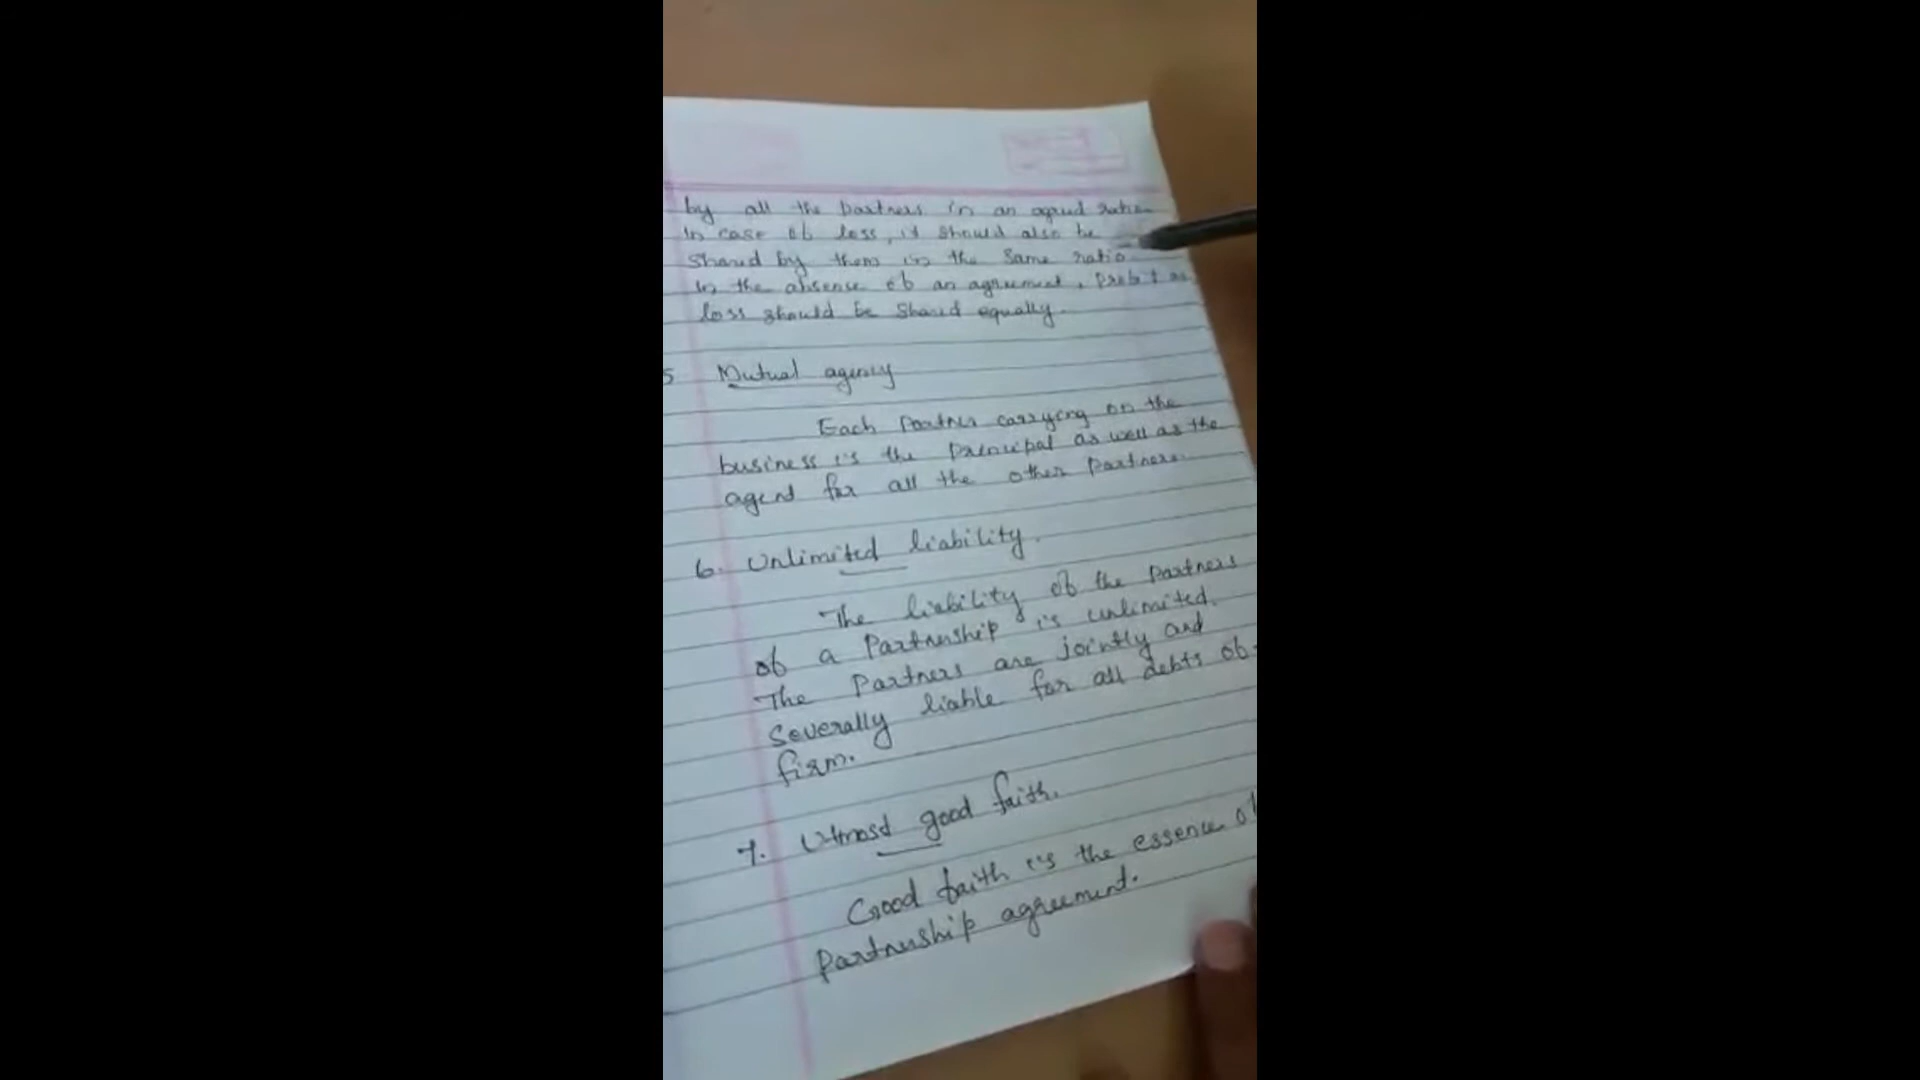 by all the partners in an agreed ratio
In case of loss, it should also be
shared by them in the same ratio
In the absence of an agreement, Profit
loss should be shared equally.
5 Mutual agency
Each Partner carrying on the
business is the Principal as well as the
agent for all the other Partners.
6. Unlimited liability.
The liability of the Partners
of a Partnership is unlimited.
The Partners are jointly and
Severally liable for all debts of
firm.
7. Utmost good faith.
Good faith is the essence of
Partnership agreement.